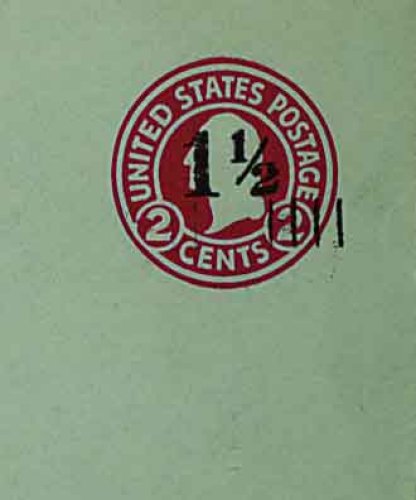 UNITED STATES POSTAGE
1 ½
2 CENTS 2